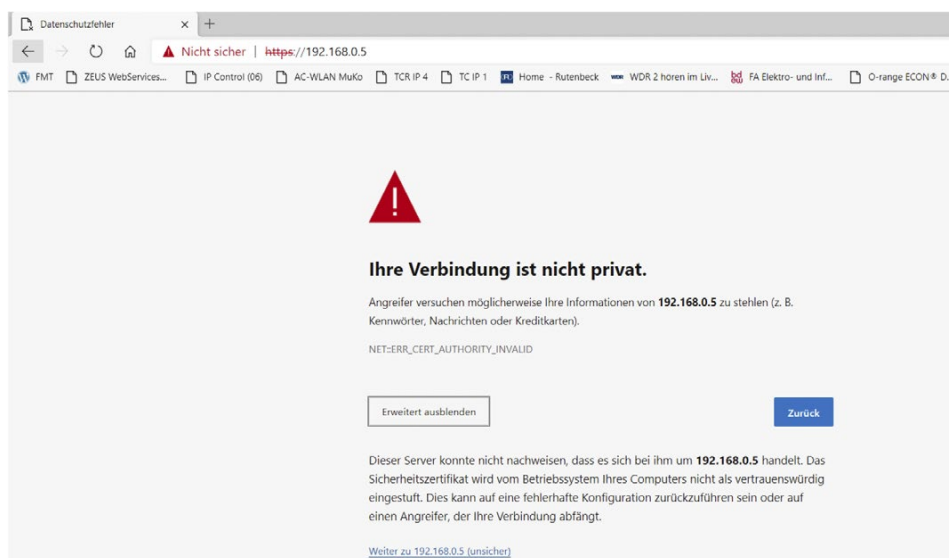 Datenschutzfehler
Nicht sicher | https://192.168.0.5
FMT ZEUS WebServices... IP Control (06) AC-WLAN MuKo TCR IP 4 TC IP 1 Home - Rutenbeck WDR 2 hören im Liv... FA Elektro- und Inf... O-range ECON® D.
Ihre Verbindung ist nicht privat.
Angreifer versuchen möglicherweise Ihre Informationen von 192.168.0.5 zu stehlen (z. B.
Kennwörter, Nachrichten oder Kreditkarten).
NET::ERR_CERT_AUTHORITY_INVALID
Erweitert ausblenden Zurück
Dieser Server konnte nicht nachweisen, dass es sich bei ihm um 192.168.0.5 handelt. Das
Sicherheitszertifikat wird vom Betriebssystem Ihres Computers nicht als vertrauenswürdig
eingestuft. Dies kann auf eine fehlerhafte Konfiguration zurückzuführen sein oder auf
einen Angreifer, der Ihre Verbindung abfängt.
Weiter zu 192.168.0.5 (unsicher)